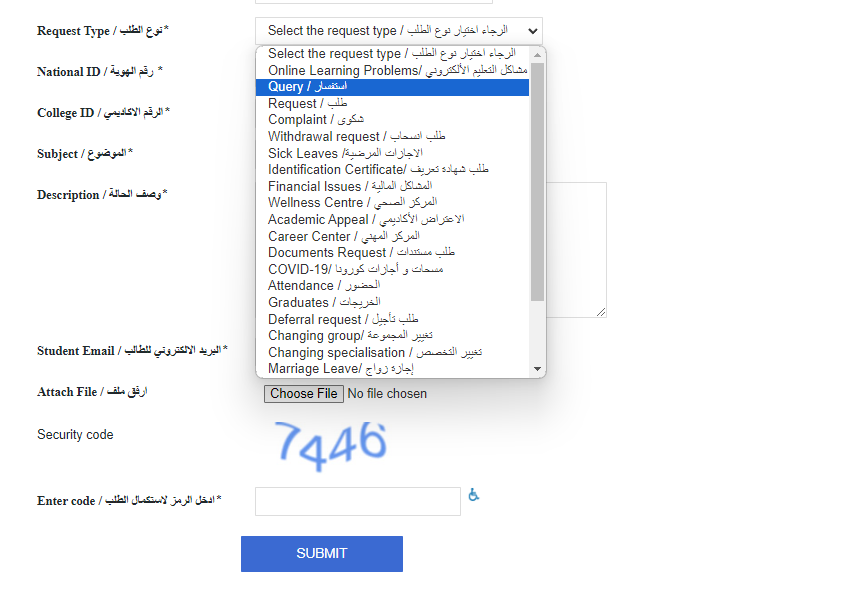 Request Type / نوع الطلب*
Select the request type / الرجاء اختيار نوع الطلب
Select the request type / الرجاء اختيار نوع الطلب
Online Learning Problems/ مشاكل التعليم الألكتروني
Query / استفسار
Request / طلب
Complaint / شكوى
Withdrawal request / طلب انسحاب
Sick Leaves /الاجازات المرضية
Identification Certificate/ طلب شهادة تعريف
Financial Issues / المشاكل المالية
Wellness Centre / المركز الصحي
Academic Appeal / الاعتراض الأكاديمي
Career Center / المركز المهني
Documents Request / طلب مستندات
COVID-19/ مسحات و أجازات كورونا
Attendance / الحضور
Graduates / الخريجات
Deferral request / طلب تأجيل
Changing group/ تغيير المجموعة
Changing specialisation / تغيير التخصص
Marriage Leave/ إجازة زواج
National ID / رقم الهوية *
College ID / الرقم الاكاديمي*
Subject / الموضوع*
Description / وصف الحالة*
Student Email / البريد الالكتروني للطالب*
Attach File / ارفق ملف
Choose File No file chosen
Security code
7446
Enter code / ادخل الرمز لاستكمال الطلب*
SUBMIT